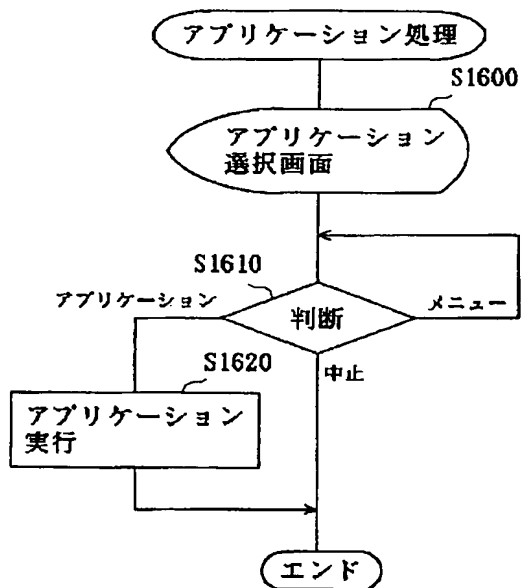 アプリケーション処理
S1600
アプリケーション
選択画面
S1610
アプリケーション
判断
メニュー
中止
S1620
アプリケーション
実行
エンド